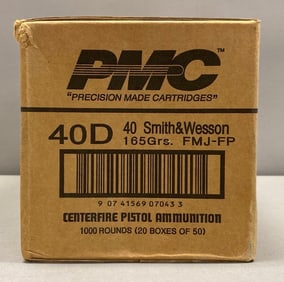 PMC™
"PRECISION MADE CARTRIDGES"
40D 40 Smith&Wesson
165Grs. FMJ-FP
9 07 41569 07043 3
CENTERFIRE PISTOL AMMUNITION
1000 ROUNDS (20 BOXES OF 50)